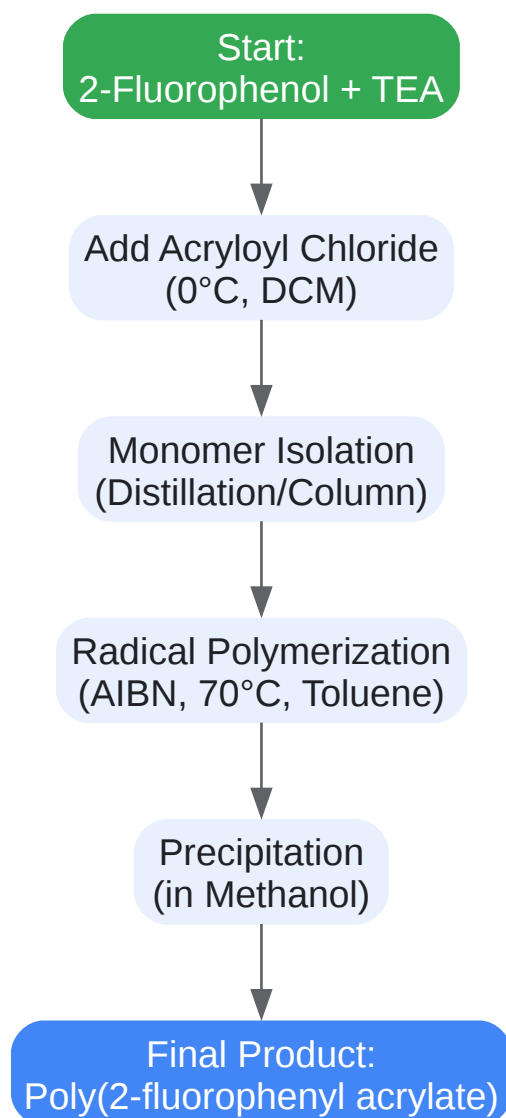 Start:
2-Fluorophenol + TEA
Add Acryloyl Chloride
(0°C, DCM)
Monomer Isolation
(Distillation/Column)
Radical Polymerization
(AIBN, 70°C, Toluene)
Precipitation
(in Methanol)
Final Product:
Poly(2-fluorophenyl acrylate)